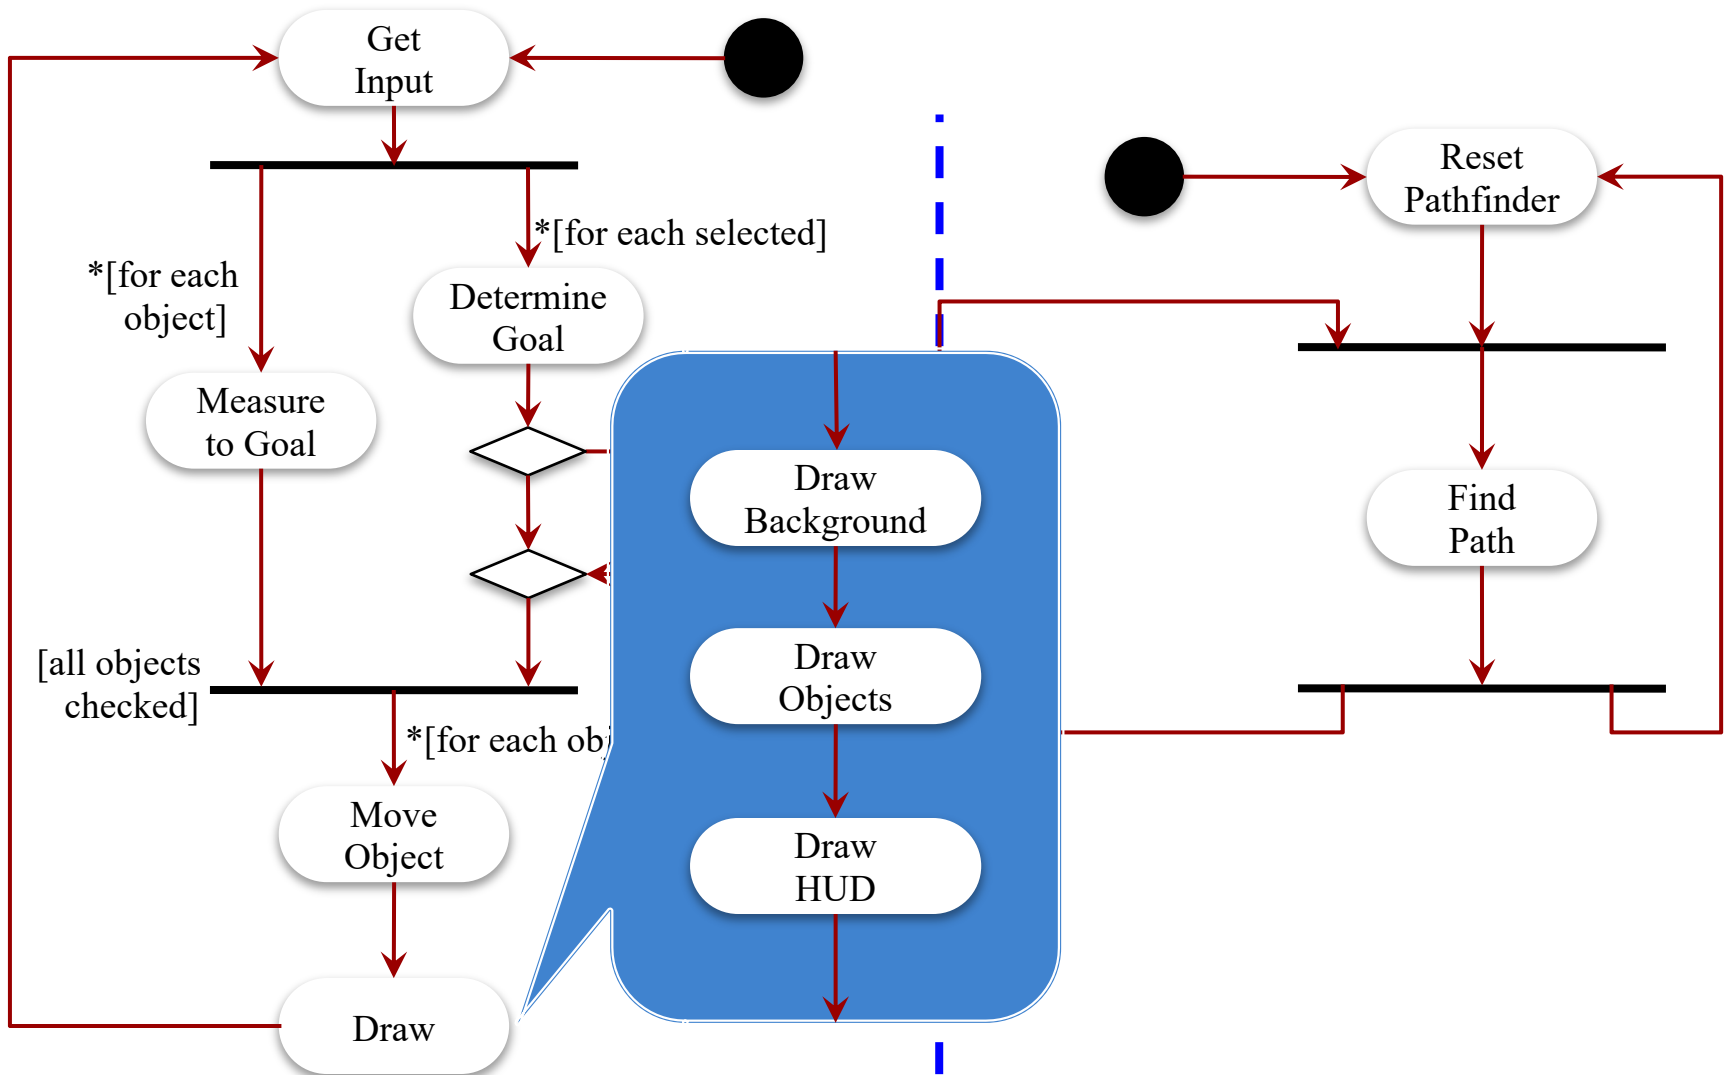 Get
Input
Reset
Pathfinder
*[for each selected]
*[for each
object]
Determine
Goal
Measure
to Goal
Draw
Background
Find
Path
Draw
Objects
[all objects
checked]
*[for each obj
Move
Object
Draw
HUD
Draw